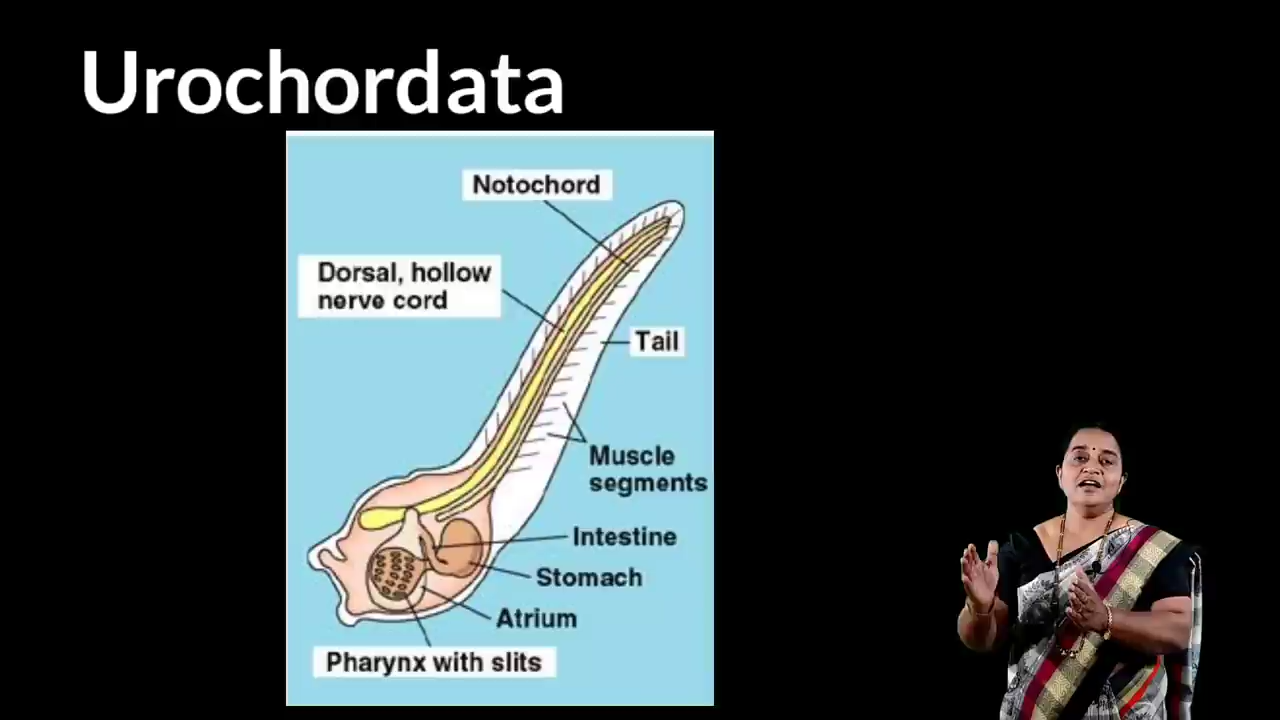 Urochordata
Notochord
Dorsal, hollow
nerve cord
Tail
Muscle
segments
Intestine
Stomach
Atrium
Pharynx with slits